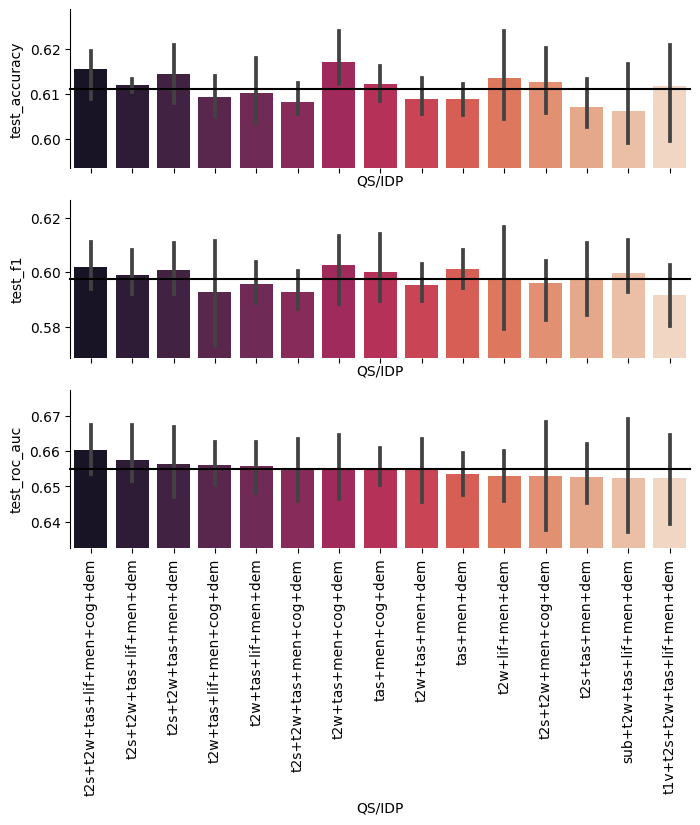 0.62
0.61
0.60
test_accuracy
QS/IDP
0.62
0.60
0.58
test_f1
QS/IDP
0.67
0.66
0.65
0.64
test_roc_auc
t2s+t2w+tas+lif+men+cog+dem
t2s+t2w+tas+lif+men+dem
t2s+t2w+tas+men+dem
t2w+tas+lif+men+cog+dem
t2w+tas+lif+men+dem
t2s+t2w+tas+men+cog+dem
t2w+tas+men+cog+dem
tas+men+cog+dem
t2w+tas+men+dem
tas+men+dem
t2w+lif+men+dem
t2s+t2w+men+cog+dem
t2s+tas+men+dem
sub+t2w+tas+lif+men+dem
t1v+t2s+t2w+tas+lif+men+dem
QS/IDP